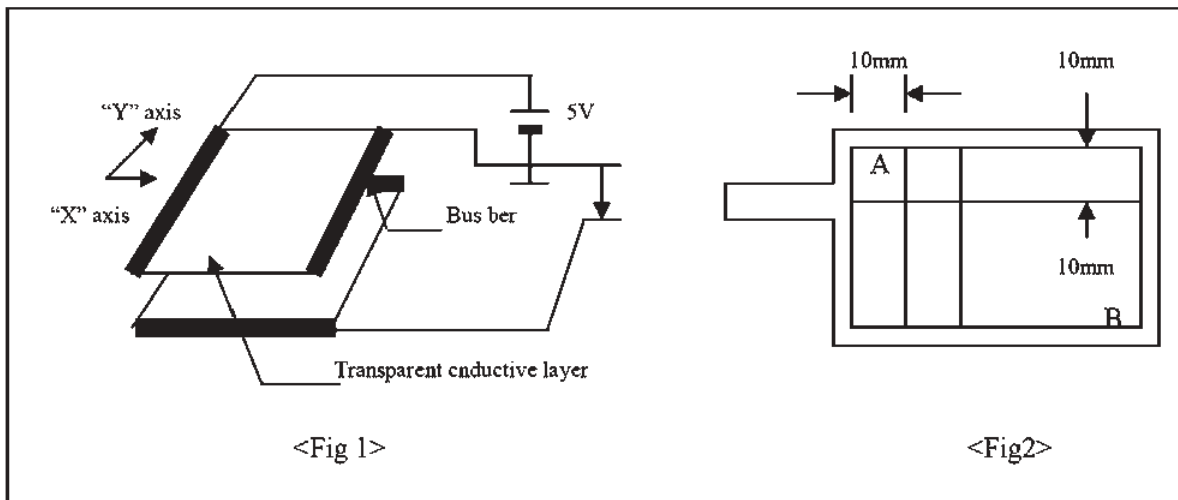 “Y” axis
“X” axis
5V
Bus ber
Transparent cnductive layer
<Fig 1>
10mm
10mm
A
10mm
B
<Fig2>